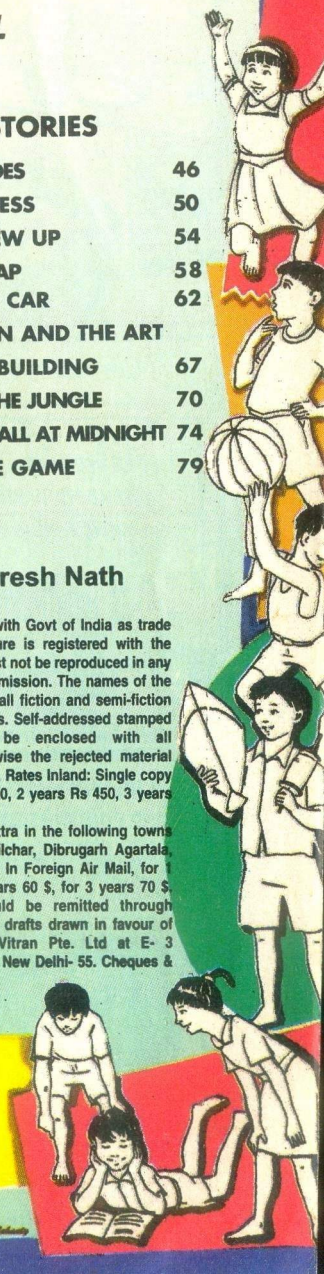 STORIES
DES 46
ESS 50
EW UP 54
AP 58
CAR 62
N AND THE ART
BUILDING 67
HE JUNGLE 70
ALL AT MIDNIGHT 74
E GAME 79
resh Nath
with Govt of India as trade
ure is registered with the
st not be reproduced in any
mission. The names of the
all fiction and semi-fiction
s. Self-addressed stamped
be enclosed with all
wise the rejected material
. Rates Inland: Single copy
0, 2 years Rs 450, 3 years
tra in the following towns
ilchar, Dibrugarh Agartala,
In Foreign Air Mail, for 1
ars 60 $, for 3 years 70 $.
uld be remitted through
drafts drawn in favour of
Vitran Pte. Ltd at E- 3
New Delhi- 55. Cheques &